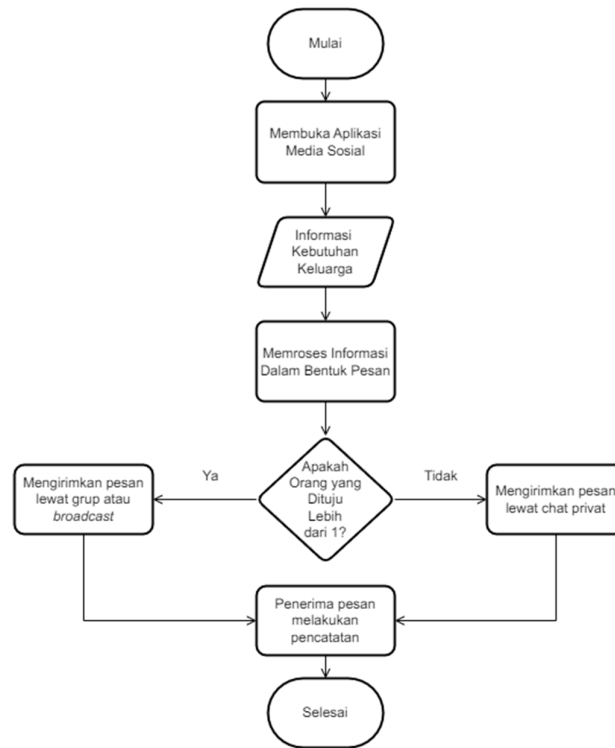 Mulai
Membuka Aplikasi
Media Sosial
Informasi
Kebutuhan
Keluarga
Memroses Informasi
Dalam Bentuk Pesan
Apakah
Orang yang
Dituju
Lebih
dari 1?
Ya
Tidak
Mengirimkan pesan
lewat grup atau
broadcast
Mengirimkan pesan
lewat chat privat
Penerima pesan
melakukan
pencatatan
Selesai